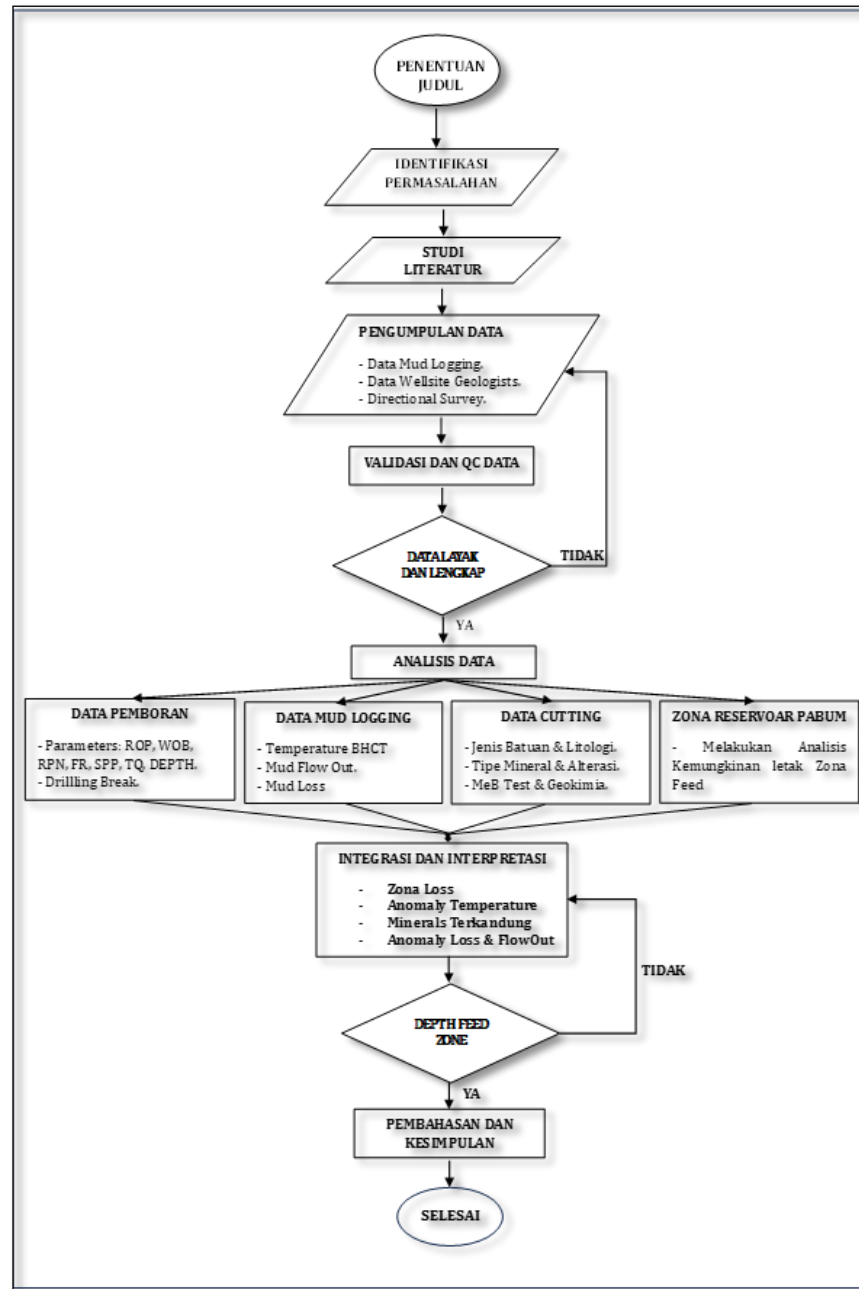 PENENTUAN
JUDUL
IDENTIFIKASI
PERMASALAHAN
STUDI
LITERATUR
PENGUMPULAN DATA
- Data Mud Logging.
- Data Wellsite Geologists.
- Directional Survey.
VALIDASI DAN QC DATA
DATA LAYAK
DAN LENGKAP
TIDAK
YA
ANALISIS DATA
DATA PEMBORAN
- Parameters: ROP, WOB,
RPN, FR, SPP, TQ, DEPTH.
- Drillling Break.
DATA MUD LOGGING
- Temperature BHCT
- Mud Flow Out.
- Mud Loss
DATA CUTTING
- Jenis Batuan & Litologi.
- Tipe Mineral & Alterasi.
- MeB Test & Geokimia.
ZONA RESERVOAR PABUM
- Melakukan Analisis
Kemungkinan letak Zona
Feed
INTEGRASI DAN INTERPRETASI
- Zona Loss
- Anomaly Temperature
- Minerals Terkandung
- Anomaly Loss & FlowOut
TIDAK
DEPTH FEED
ZONE
YA
PEMBAHASAN DAN
KESIMPULAN
SELESAI